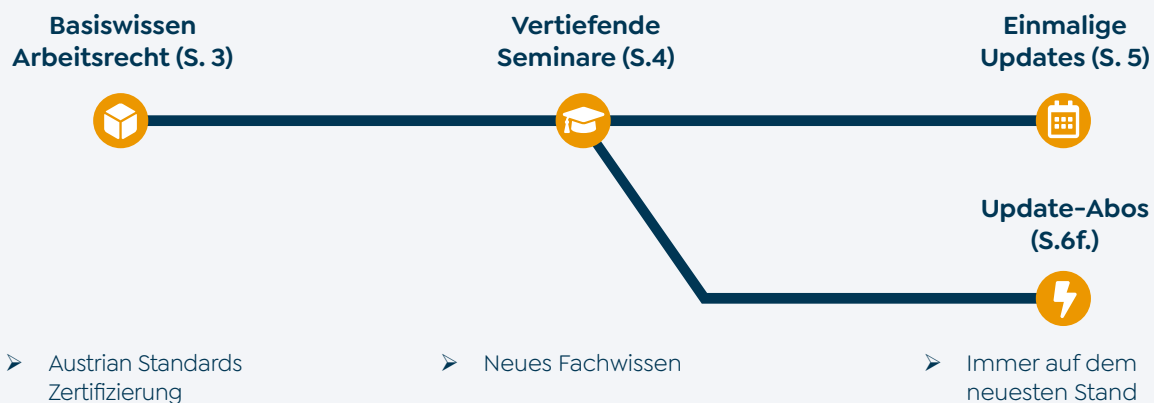 Basiswissen
Arbeitsrecht (S. 3)
Vertiefende
Seminare (S.4)
Einmalige
Updates (S. 5)
Update-Abos
(S.6f.)
➢ Austrian Standards
Zertifizierung
➢ Neues Fachwissen
➢ Immer auf dem
neuesten Stand